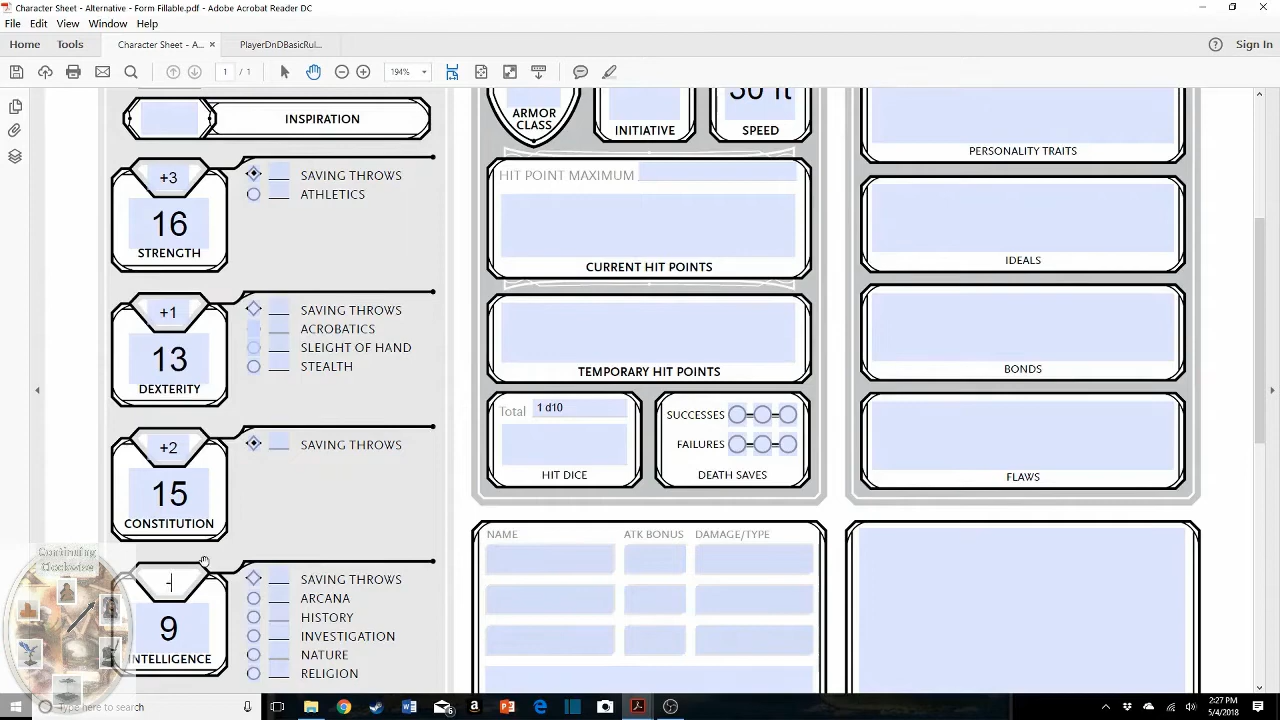 Character Sheet - Alternative - Form Fillable.pdf - Adobe Acrobat Reader DC
File Edit View Window Help
Home Tools Character Sheet - A... × PlayerDnDBasicRul... Sign In
1 / 1 194%
INSPIRATION
+3
16
STRENGTH
SAVING THROWS
ATHLETICS
+1
13
DEXTERITY
SAVING THROWS
ACROBATICS
SLEIGHT OF HAND
STEALTH
+2
15
CONSTITUTION
SAVING THROWS
-
9
INTELLIGENCE
SAVING THROWS
ARCANA
HISTORY
INVESTIGATION
NATURE
RELIGION
ARMOR
CLASS
INITIATIVE
30 ft
SPEED
HIT POINT MAXIMUM
CURRENT HIT POINTS
TEMPORARY HIT POINTS
Total 1 d10
HIT DICE
SUCCESSES
FAILURES
DEATH SAVES
NAME ATK BONUS DAMAGE/TYPE
PERSONALITY TRAITS
IDEALS
BONDS
FLAWS
Continuing
Clockwise
Type here to search
2:27 PM
5/4/2018